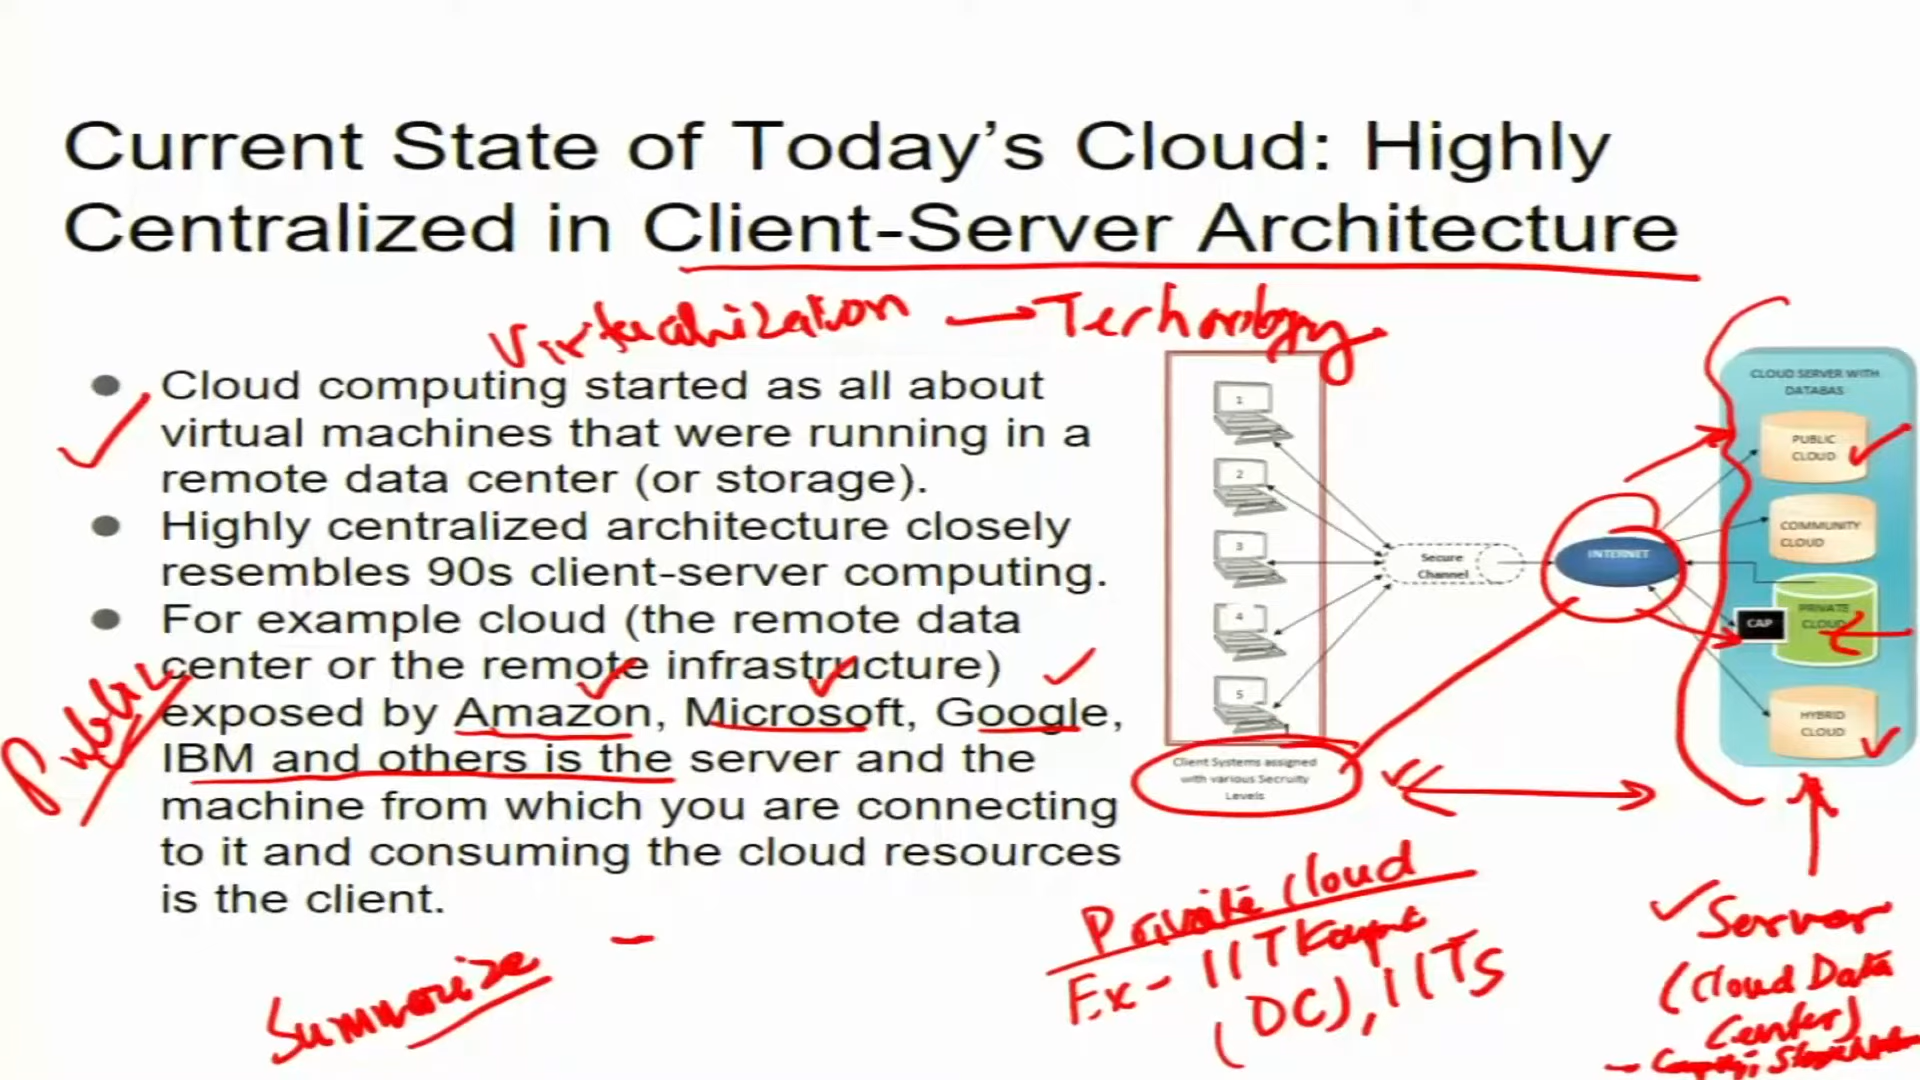 Current State of Today's Cloud: Highly
Centralized in Client-Server Architecture
Virtualization — Technology
● Cloud computing started as all about
virtual machines that were running in a
remote data center (or storage).
● Highly centralized architecture closely
resembles 90s client-server computing.
● For example cloud (the remote data
center or the remote infrastructure)
exposed by Amazon, Microsoft, Google,
IBM and others is the server and the
machine from which you are connecting
to it and consuming the cloud resources
is the client.
Public
Summarize –
1
2
3
4
5
Client Systems assigned
with various Secruity
Levels
Secure
Channel
INTERNET
CLOUD SERVER WITH
DATABAS
PUBLIC
CLOUD
COMMUNITY
CLOUD
CAP
PRIVATE
CLOUD
HYBRID
CLOUD
Private Cloud
Ex- IIT
(DC), IITs
Server
(Cloud Data
Center)